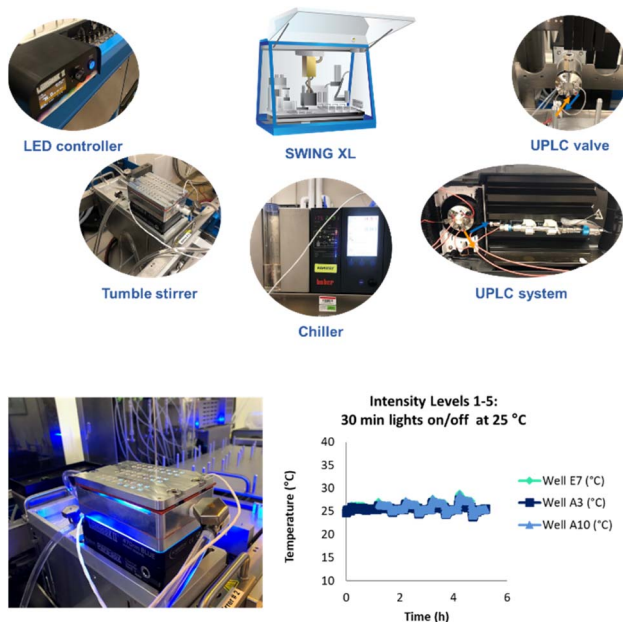 LED controller
SWING XL
UPLC valve
Tumble stirrer
huber
Chiller
UPLC system
Intensity Levels 1-5:
30 min lights on/off at 25 °C
Temperature (°C)
40
35
30
25
20
15
10
0
2
4
6
8
Time (h)
Well E7 (°C)
Well A3 (°C)
Well A10 (°C)